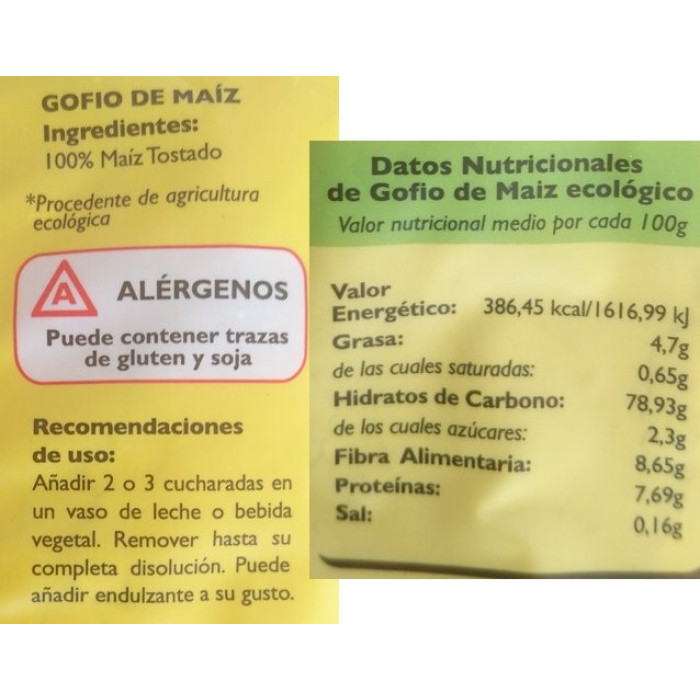 GOFIO DE MAÍZ
Ingredientes:
100% Maíz Tostado
*Procedente de agricultura
ecológica
A ALÉRGENOS
Puede contener trazas
de gluten y soja
Recomendaciones
de uso:
Añadir 2 o 3 cucharadas en
un vaso de leche o bebida
vegetal. Remover hasta su
completa disolución. Puede
añadir endulzante a su gusto.
Datos Nutricionales
de Gofio de Maiz ecológico
Valor nutricional medio por cada 100g
Valor
Energético: 386,45 kcal/1616,99 kJ
Grasa: 4,7g
de las cuales saturadas: 0,65g
Hidratos de Carbono: 78,93g
de los cuales azúcares: 2,3g
Fibra Alimentaria: 8,65g
Proteínas: 7,69g
Sal: 0,16g